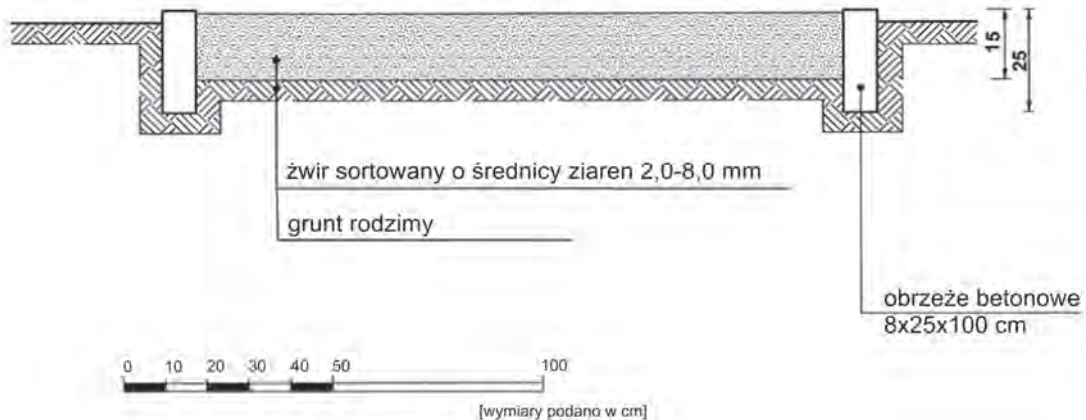 15
25
żwir sortowany o średnicy ziaren 2,0-8,0 mm
grunt rodzimy
obrzeże betonowe
8x25x100 cm
0 10 20 30 40 50 100
[wymiary podano w cm]